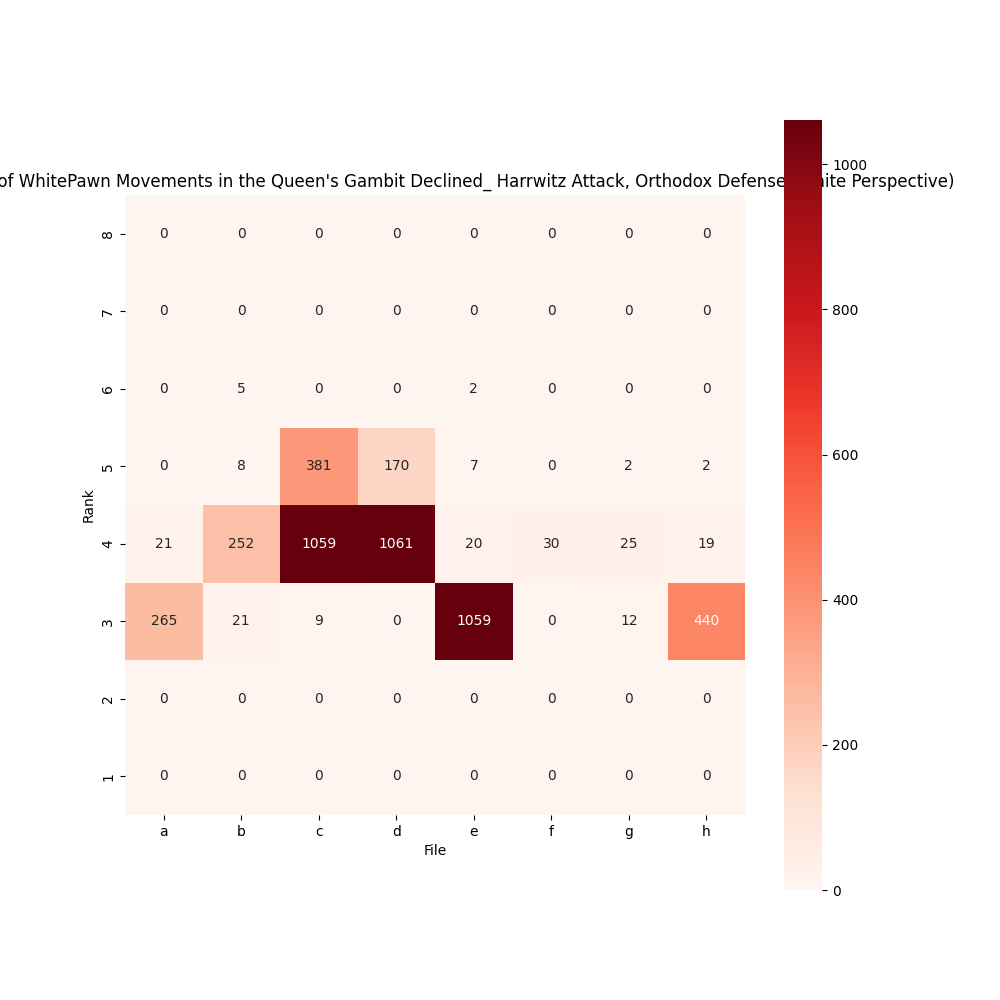 of WhitePawn Movements in the Queen's Gambit Declined_ Harrwitz Attack, Orthodox Defense ite Perspective)
1000
800
600
400
200
0
Rank
8 0 0 0 0 0 0 0 0
7 0 0 0 0 0 0 0 0
6 0 5 0 0 2 0 0 0
5 0 8 381 170 7 0 2 2
4 21 252 1059 1061 20 30 25 19
3 265 21 9 0 1059 0 12 440
2 0 0 0 0 0 0 0 0
1 0 0 0 0 0 0 0 0
a b c d e f g h
File